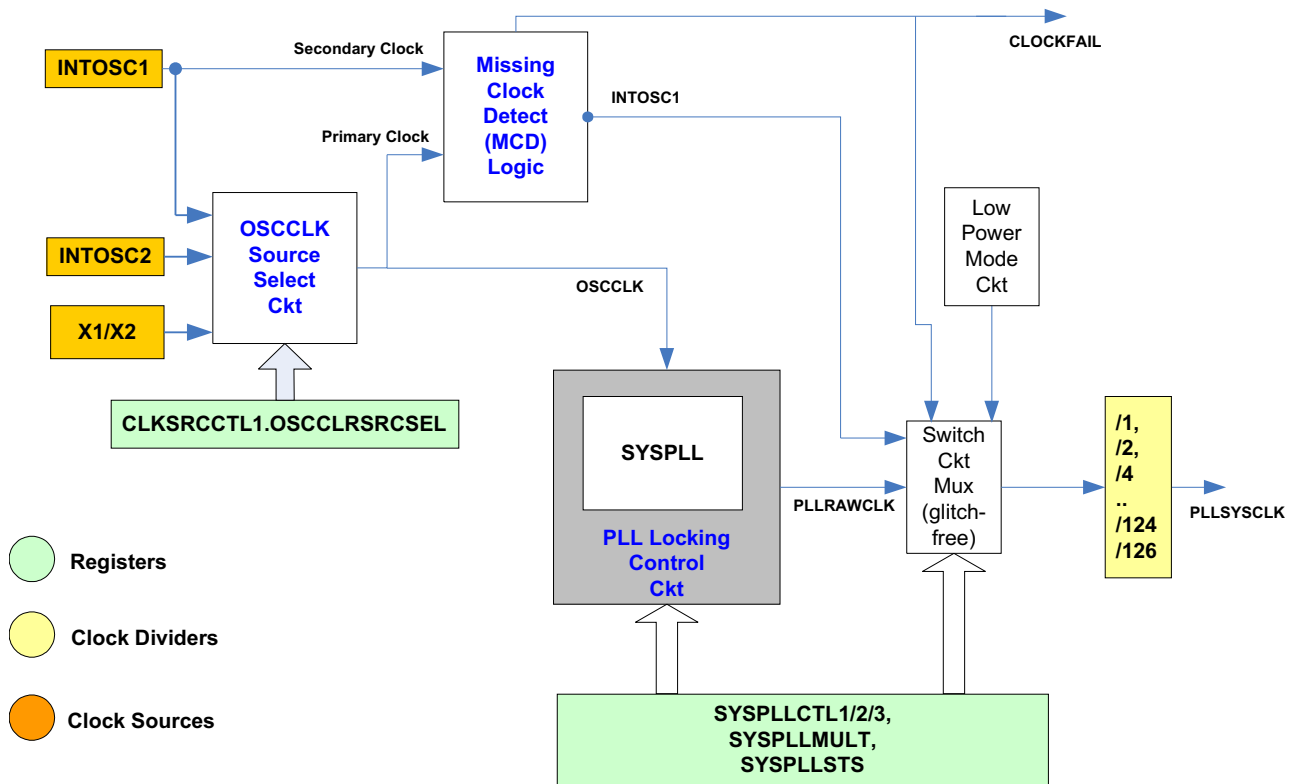 CLOCKFAIL
Secondary Clock
INTOSC1
Missing
Clock
Detect
(MCD)
Logic
INTOSC1
Primary Clock
OSCCLK
Source
Select
Ckt
INTOSC2
X1/X2
OSCCLK
Low
Power
Mode
Ckt
CLKSRCCTL1.OSCCLRSRCSEL
SYSPLL
PLL Locking
Control
Ckt
PLLRAWCLK
Switch
Ckt
Mux
(glitch-
free)
/1,
/2,
/4
..
/124
/126
PLLSYSCLK
Registers
Clock Dividers
Clock Sources
SYSPLLCTL1/2/3,
SYSPLLMULT,
SYSPLLSTS